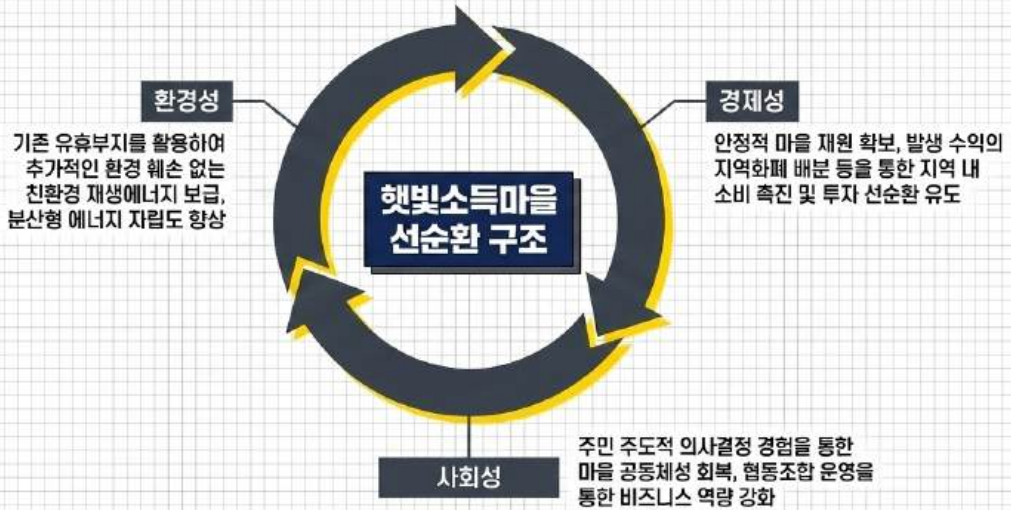 환경성
기존 유휴부지를 활용하여
추가적인 환경 훼손 없는
친환경 재생에너지 보급,
분산형 에너지 자립도 향상
경제성
안정적 마을 재원 확보, 발생 수익의
지역화폐 배분 등을 통한 지역 내
소비 촉진 및 투자 선순환 유도
햇빛소득마을
선순환 구조
사회성
주민 주도적 의사결정 경험을 통한
마을 공동체성 회복, 협동조합 운영을
통한 비즈니스 역량 강화